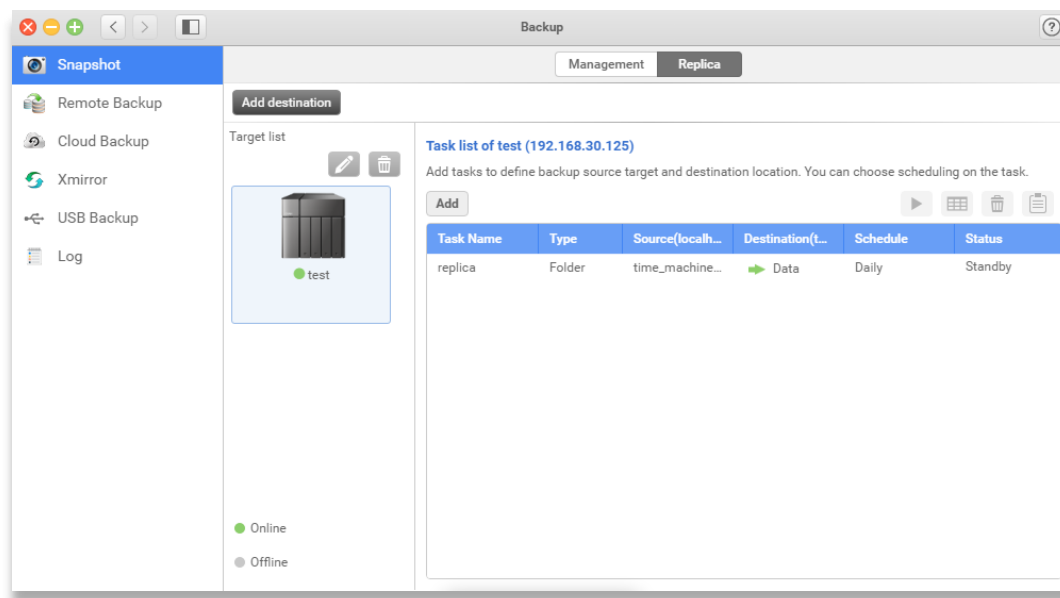 Backup
?
Snapshot
Remote Backup
Cloud Backup
Xmirror
USB Backup
Log
Management Replica
Add destination
Target list
test
Online
Offline
Task list of test (192.168.30.125)
Add tasks to define backup source target and destination location. You can choose scheduling on the task.
Add
Task Name Type Source(localh... Destination(t... Schedule Status
replica Folder time_machine... Data Daily Standby